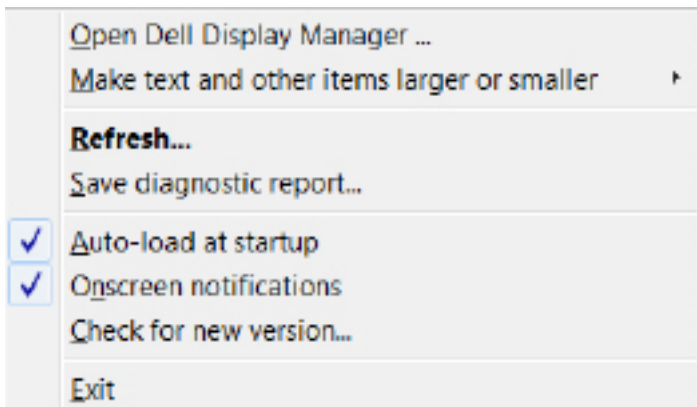 Open Dell Display Manager ...
Make text and other items larger or smaller
Refresh...
Save diagnostic report...
Auto-load at startup
Onscreen notifications
Check for new version...
Exit